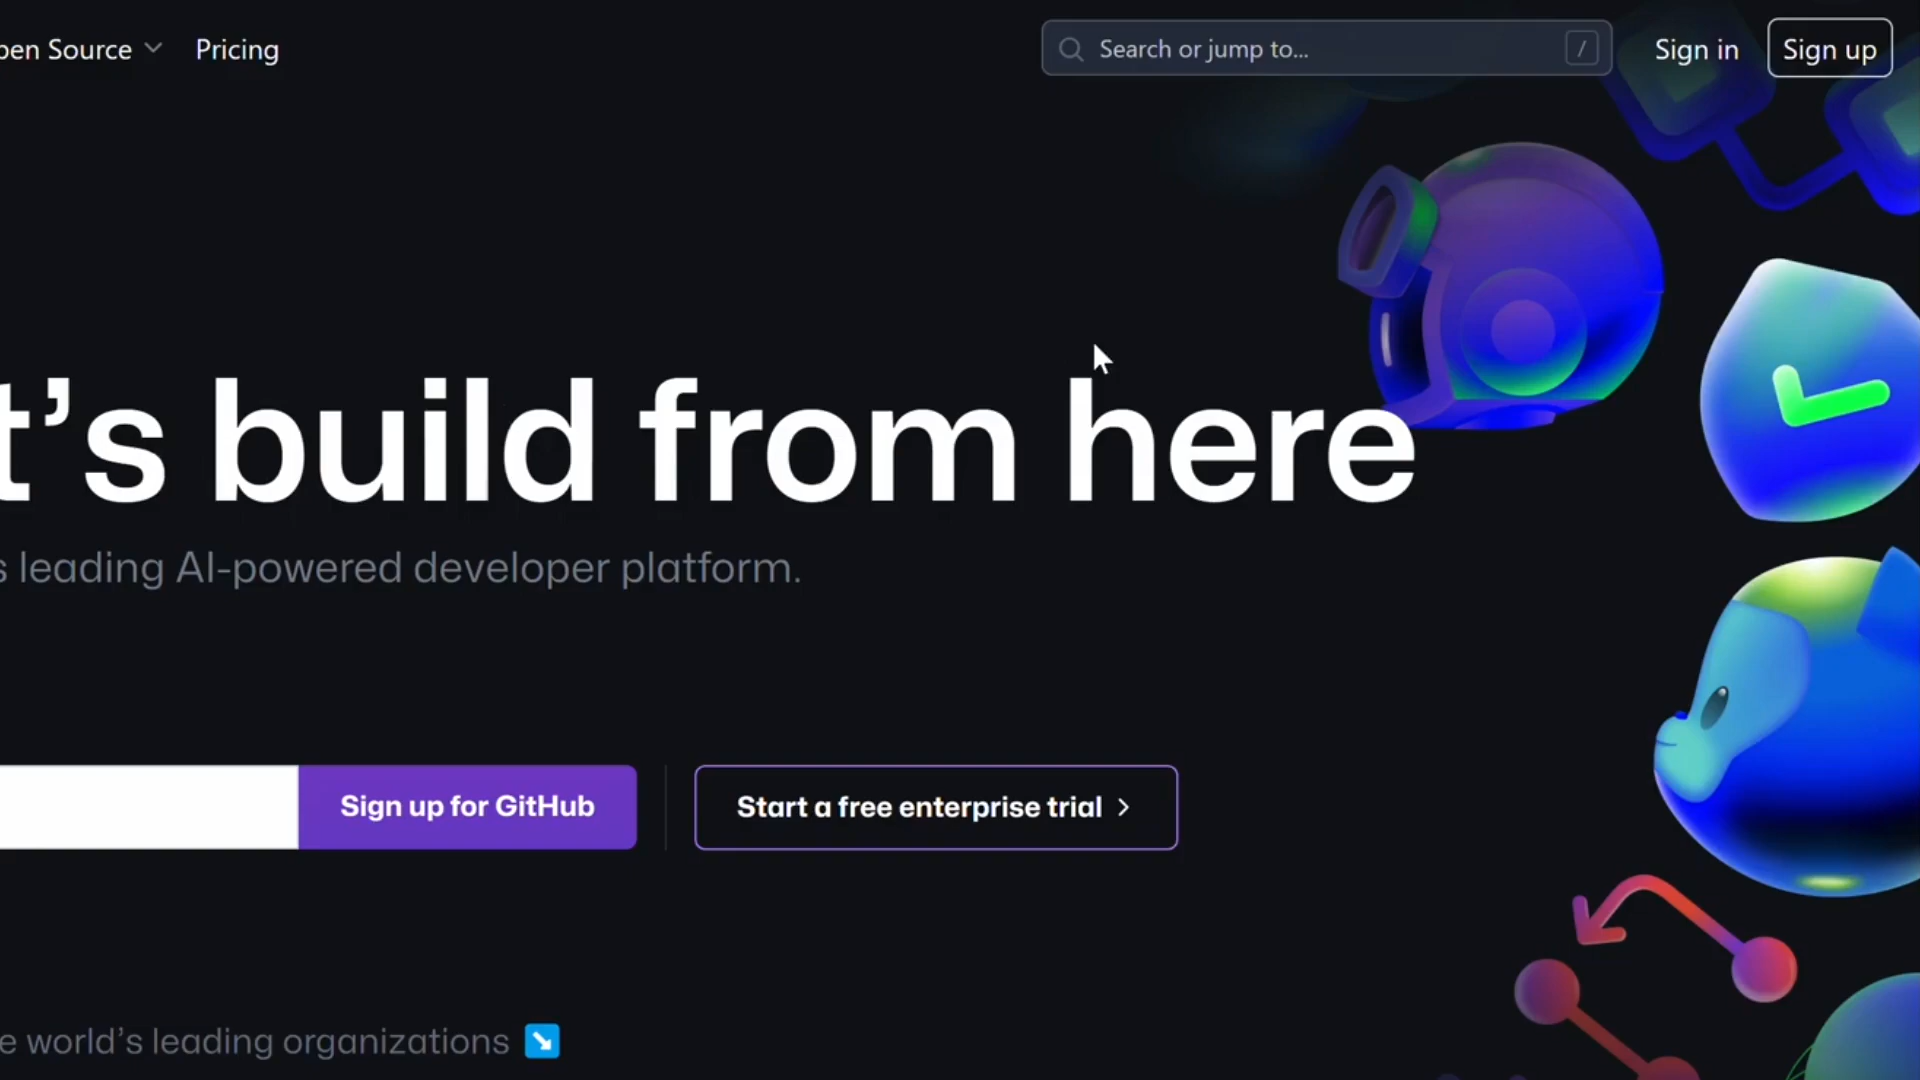 pen Source Pricing Search or jump to... / Sign in Sign up
t's build from here
s leading AI-powered developer platform.
Sign up for GitHub Start a free enterprise trial
e world's leading organizations